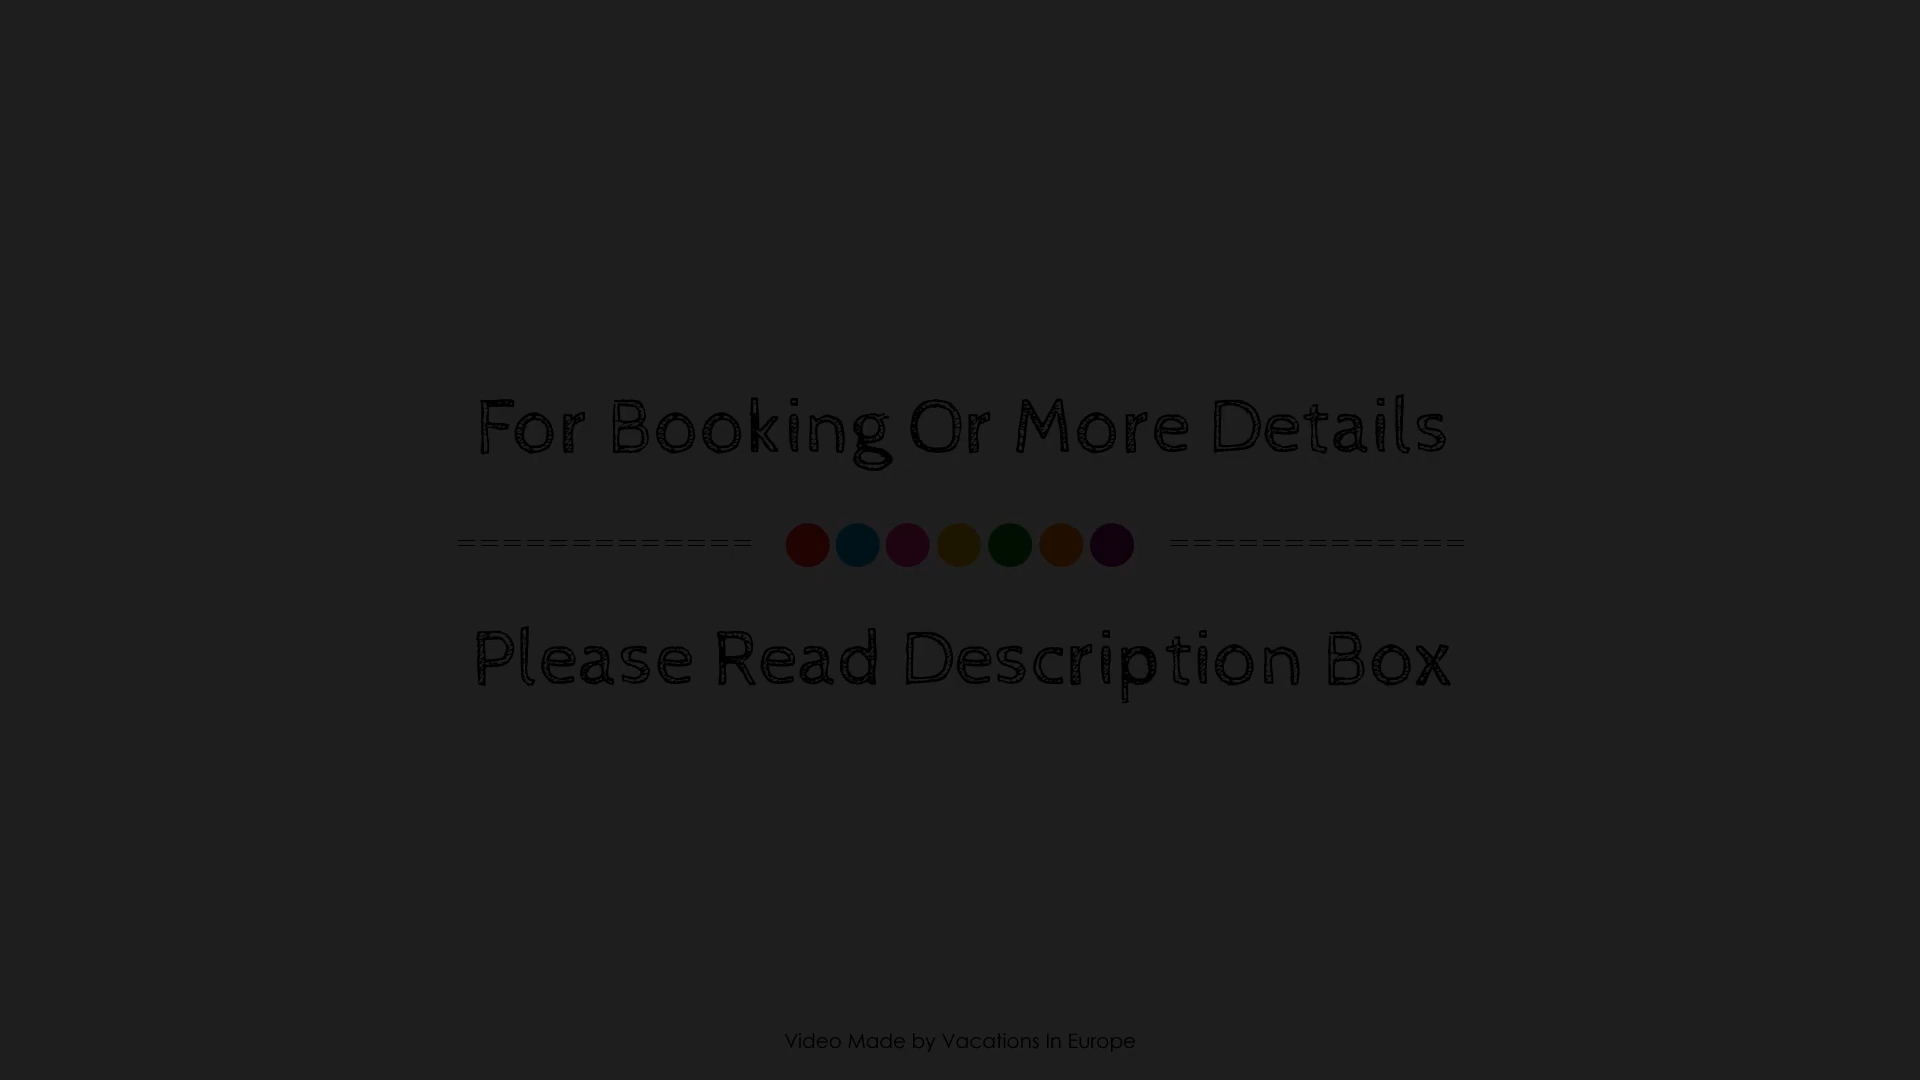 For Booking Or More Details
============= =============
Please Read Description Box
Video Made by Vacations In Europe